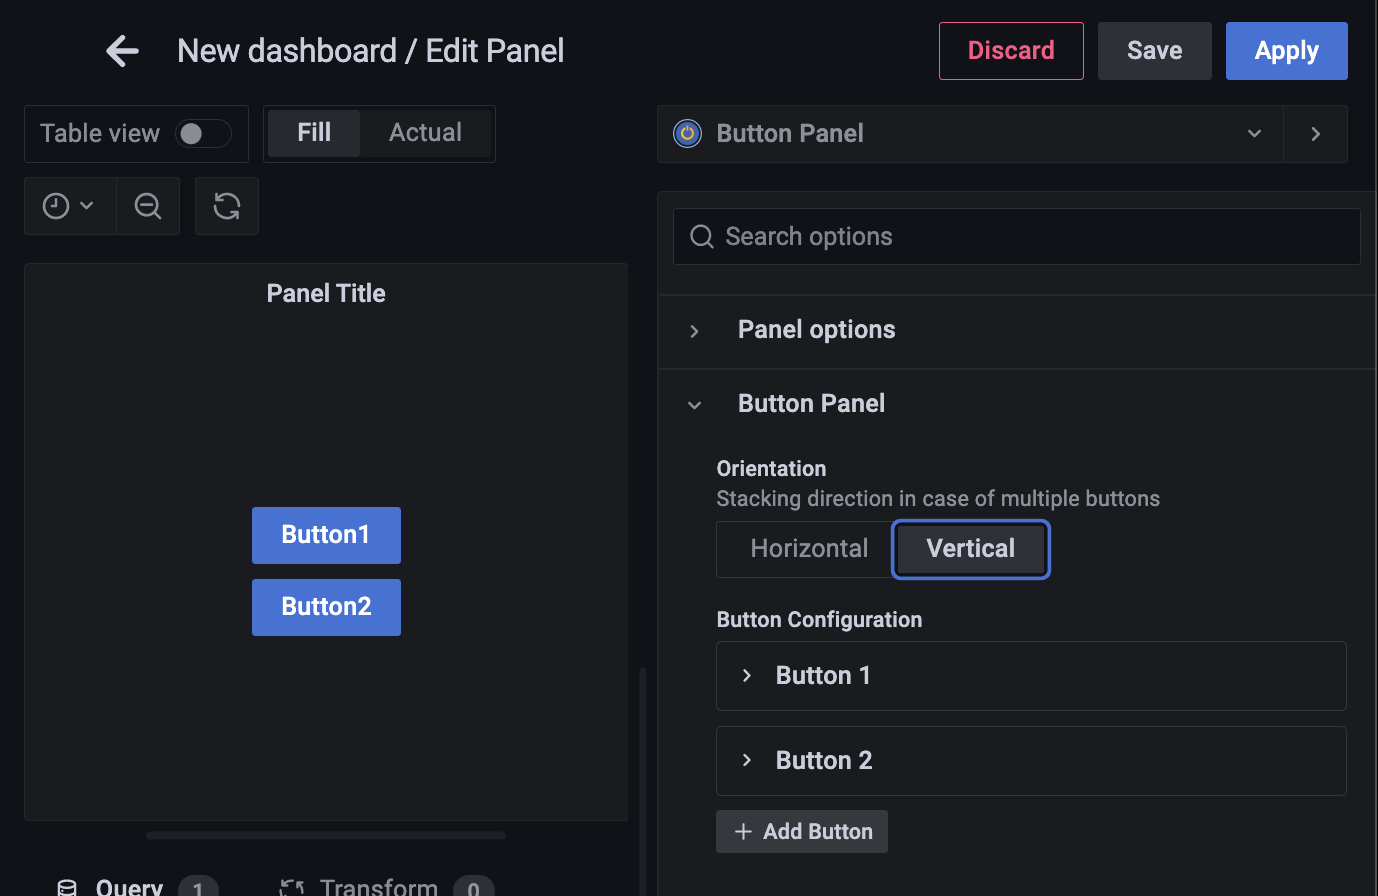 New dashboard / Edit Panel
Discard
Save
Apply
Table view
Fill
Actual
Button Panel
Search options
Panel Title
Panel options
Button Panel
Orientation
Stacking direction in case of multiple buttons
Horizontal
Vertical
Button1
Button2
Button Configuration
Button 1
Button 2
+ Add Button
Query 1
Transform 0